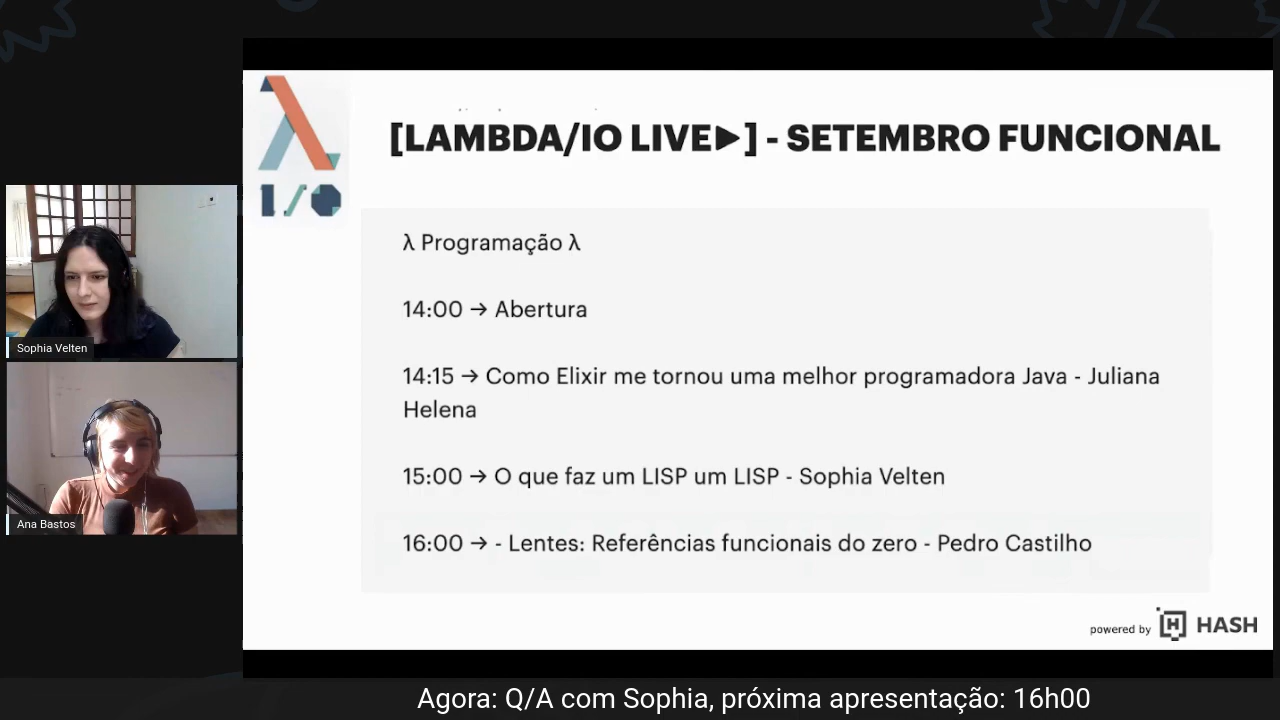 [LAMBDA/IO LIVE▶] - SETEMBRO FUNCIONAL
I/O
λ Programação λ
14:00 → Abertura
14:15 → Como Elixir me tornou uma melhor programadora Java - Juliana
Helena
15:00 → O que faz um LISP um LISP - Sophia Velten
16:00 → - Lentes: Referências funcionais do zero - Pedro Castilho
Sophia Velten
Ana Bastos
powered by H HASH
Agora: Q/A com Sophia, próxima apresentação: 16h00